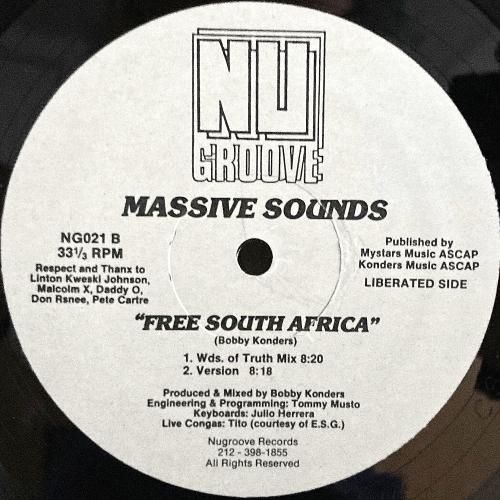 NU
GROOVE
MASSIVE SOUNDS
NG021 B
33⅓ RPM
Respect and Thanx to
Linton Kweski Johnson,
Malcolm X, Daddy O,
Don Rsnee, Pete Cartre
Published by
Mystars Music ASCAP
Konders Music ASCAP
LIBERATED SIDE
"FREE SOUTH AFRICA"
(Bobby Konders)
1. Wds. of Truth Mix 8:20
2. Version 8:18
Produced & Mixed by Bobby Konders
Engineering & Programming: Tommy Musto
Keyboards: Julio Herrera
Live Congas: Tito (courtesy of E.S.G.)
Nugroove Records
212 - 398-1855
All Rights Reserved